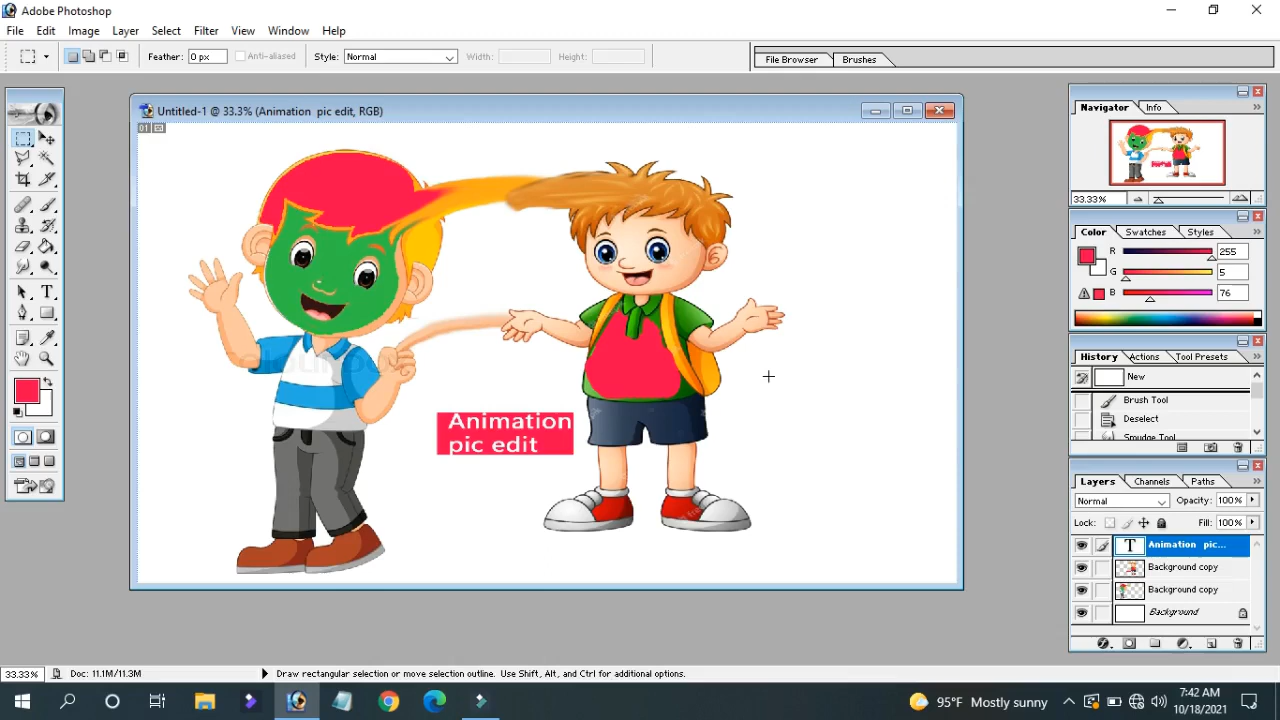 Adobe Photoshop
File Edit Image Layer Select Filter View Window Help
Feather: 0 px Anti-aliased Style: Normal Width: Height: File Browser Brushes
Untitled-1 @ 33.3% (Animation pic edit, RGB)
01
Animation
pic edit
Navigator Info
33.33%
Color Swatches Styles
R 255
G 5
B 76
History Actions Tool Presets
New
Brush Tool
Deselect
Smudge Tool
Layers Channels Paths
Normal Opacity: 100%
Lock: Fill: 100%
T Animation pic...
Background copy
Background copy
Background
33.33% Doc: 11.1M/11.3M Draw rectangular selection or move selection outline. Use Shift, Alt, and Ctrl for additional options.
95°F Mostly sunny
7:42 AM
10/18/2021